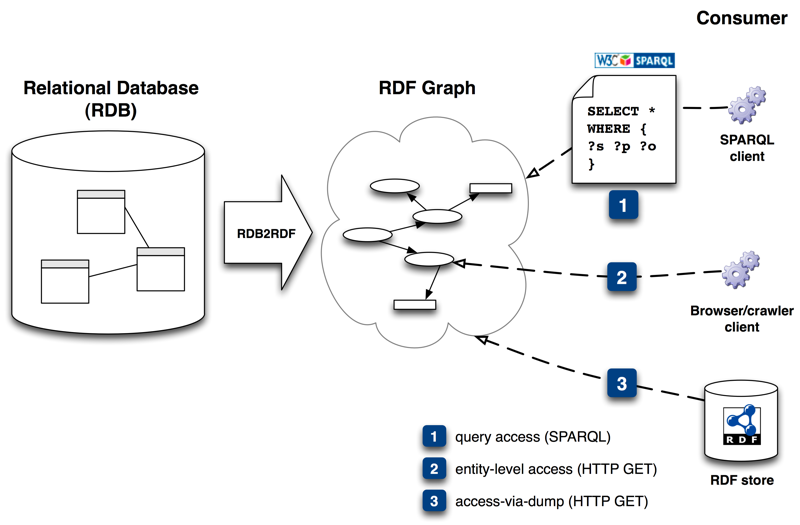 Consumer
Relational Database
(RDB)
RDF Graph
W3C SPARQL
SELECT *
WHERE {
?s ?p ?o
}
SPARQL
client
1
RDB2RDF
2
Browser/crawler
client
3
RDF
RDF store
1 query access (SPARQL)
2 entity-level access (HTTP GET)
3 access-via-dump (HTTP GET)